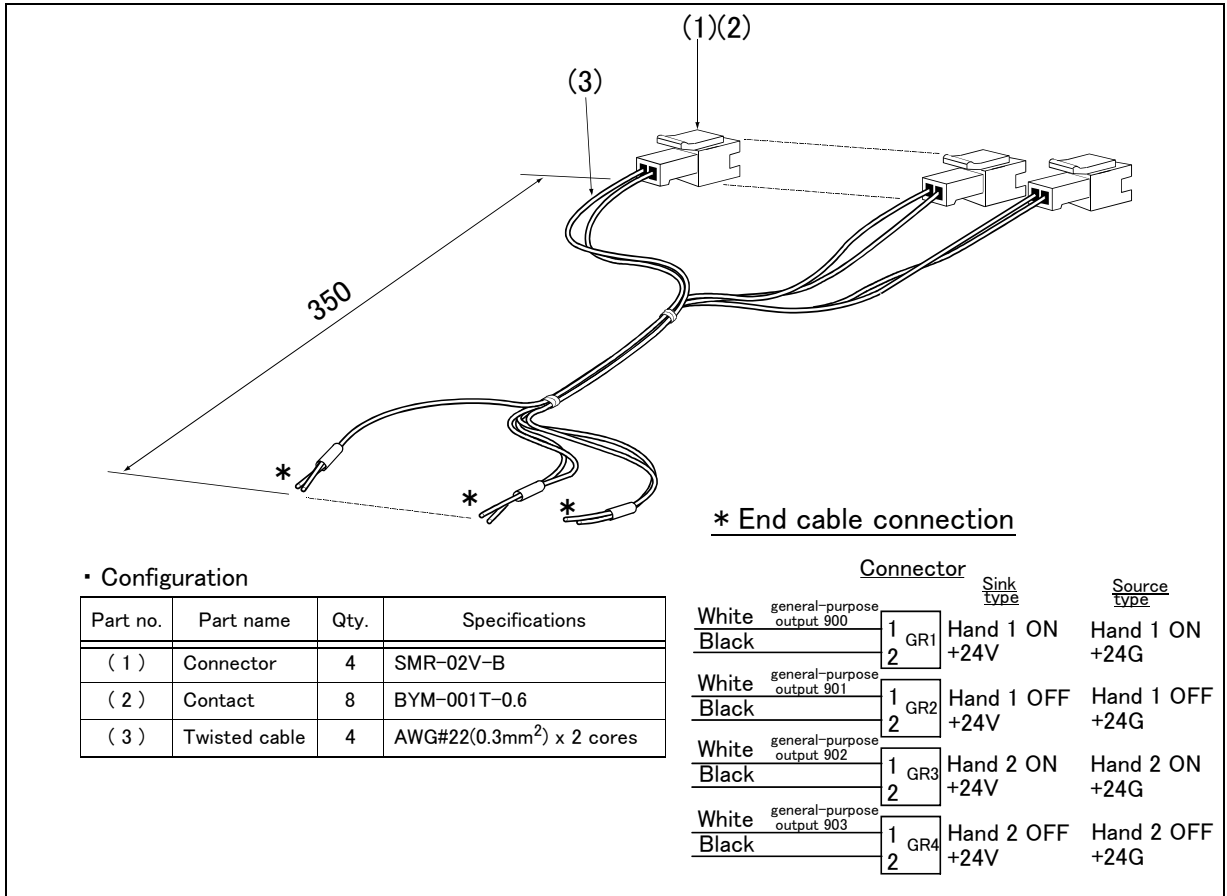 (1)(2)
(3)
350
*
*
*
* End cable connection
・ Configuration
Part no. Part name Qty. Specifications
(1) Connector 4 SMR-02V-B
(2) Contact 8 BYM-001T-0.6
(3) Twisted cable 4 AWG#22(0.3mm²) x 2 cores
Connector
Sink type
Source type
White general-purpose output 900 1 GR1 Hand 1 ON Hand 1 ON
Black 2 +24V +24G
White general-purpose output 901 1 GR2 Hand 1 OFF Hand 1 OFF
Black 2 +24V +24G
White general-purpose output 902 1 GR3 Hand 2 ON Hand 2 ON
Black 2 +24V +24G
White general-purpose output 903 1 GR4 Hand 2 OFF Hand 2 OFF
Black 2 +24V +24G